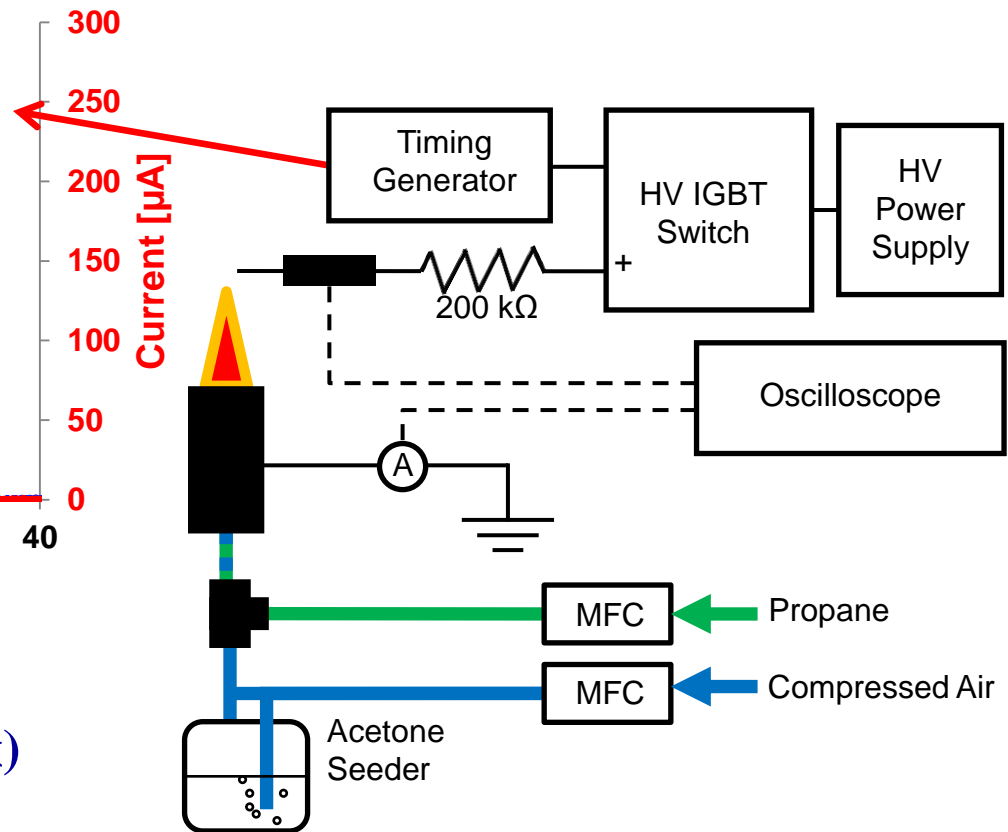 300
250
200
150
100
50
0
40
Current [µA]
Timing
Generator
HV IGBT
Switch
+
HV
Power
Supply
200 kΩ
Oscilloscope
A
MFC
Propane
MFC
Compressed Air
Acetone
Seeder
)